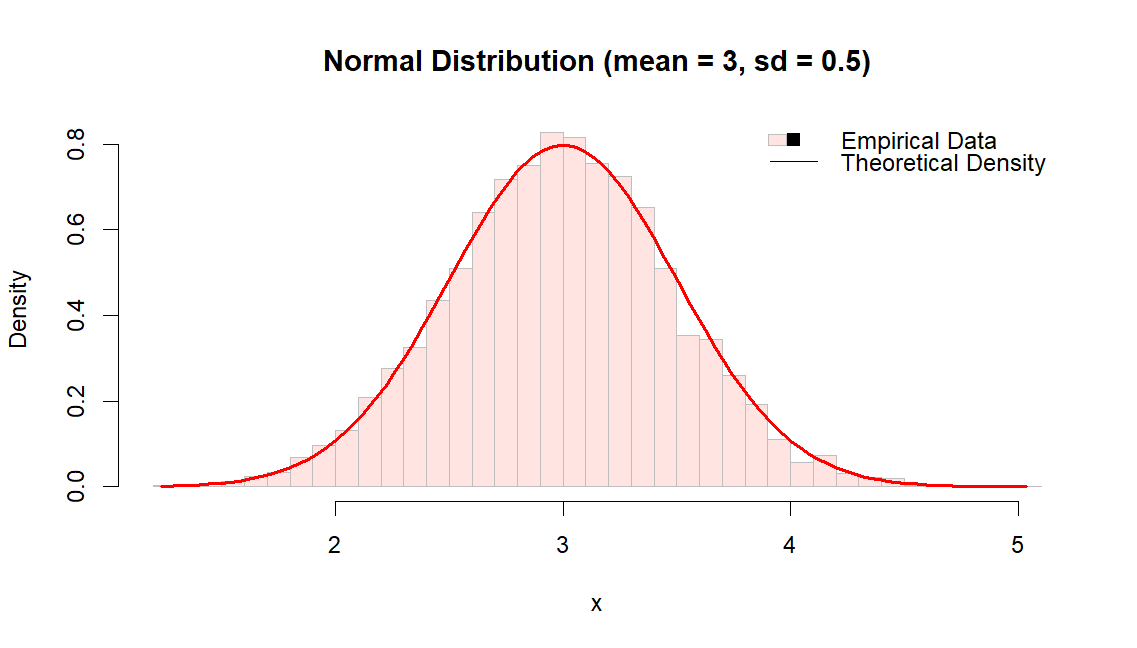 Normal Distribution (mean = 3, sd = 0.5)
Empirical Data
Theoretical Density
Density
0.8
0.6
0.4
0.2
0.0
2 3 4 5
x